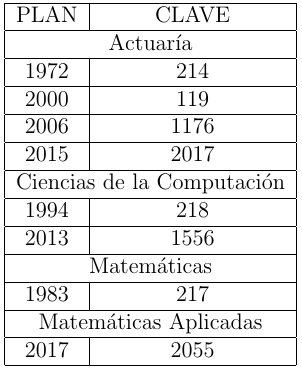 PLAN CLAVE
Actuaría
1972 214
2000 119
2006 1176
2015 2017
Ciencias de la Computación
1994 218
2013 1556
Matemáticas
1983 217
Matemáticas Aplicadas
2017 2055